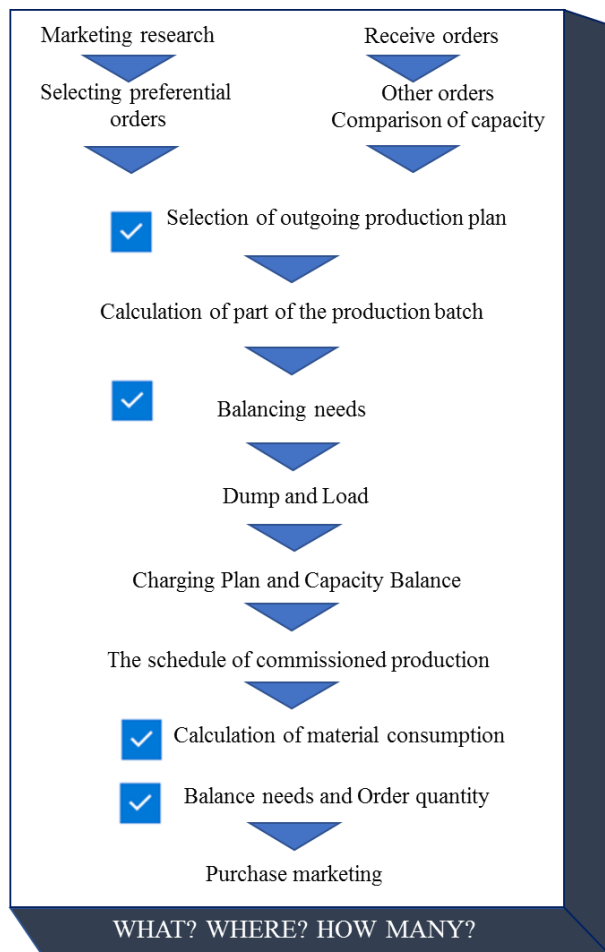 Marketing research
Receive orders
Selecting preferential
orders
Other orders
Comparison of capacity
Selection of outgoing production plan
Calculation of part of the production batch
Balancing needs
Dump and Load
Charging Plan and Capacity Balance
The schedule of commissioned production
Calculation of material consumption
Balance needs and Order quantity
Purchase marketing
WHAT? WHERE? HOW MANY?